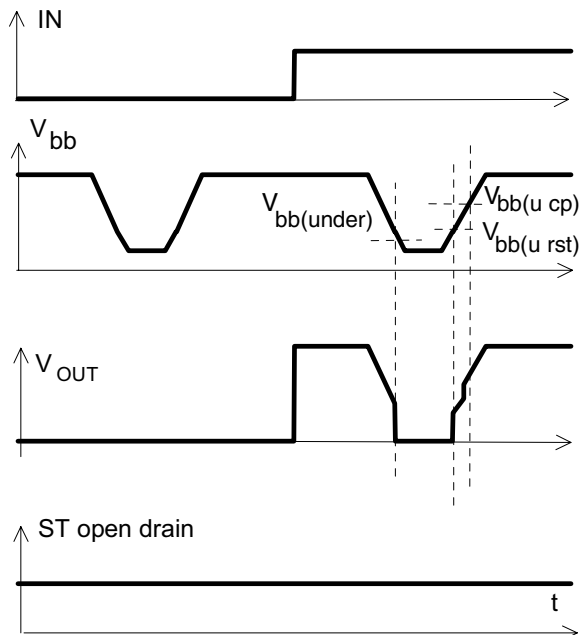 IN
V bb
V bb(under)
V bb(u cp)
V bb(u rst)
V OUT
ST open drain
t